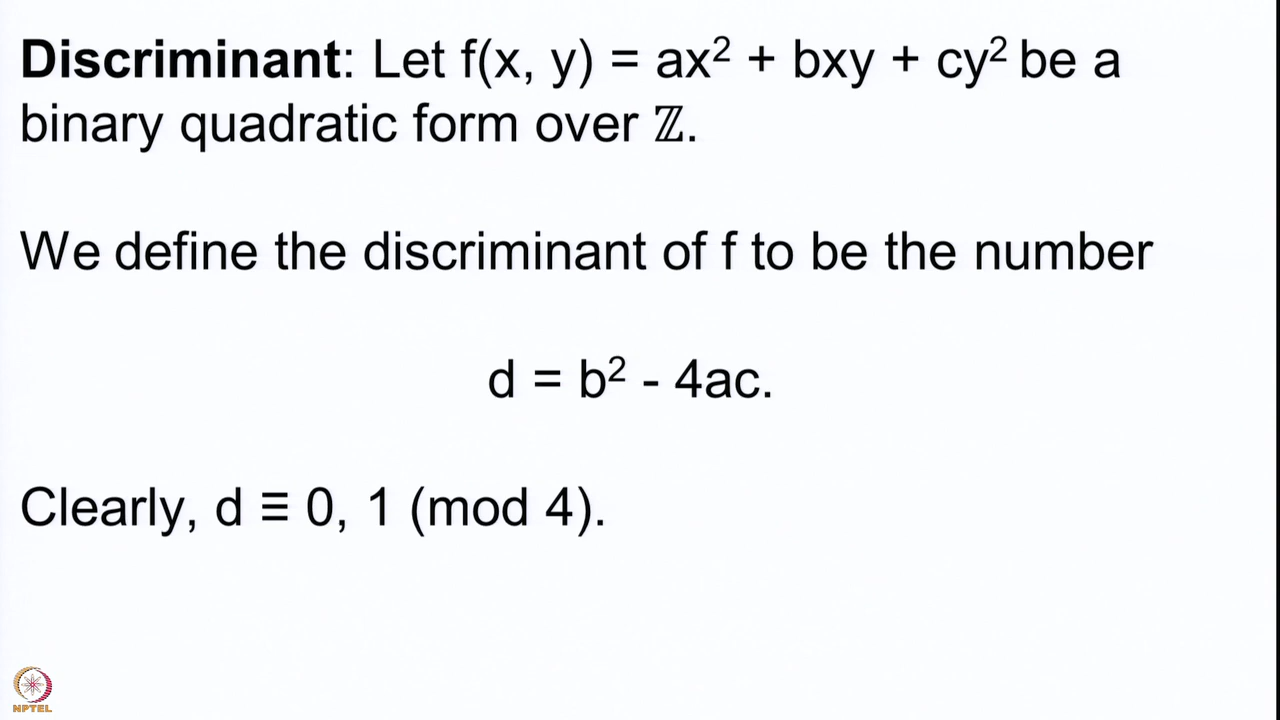 Discriminant: Let f(x, y) = ax² + bxy + cy² be a
binary quadratic form over ℤ.
We define the discriminant of f to be the number
d = b² - 4ac.
Clearly, d ≡ 0, 1 (mod 4).
NPTEL